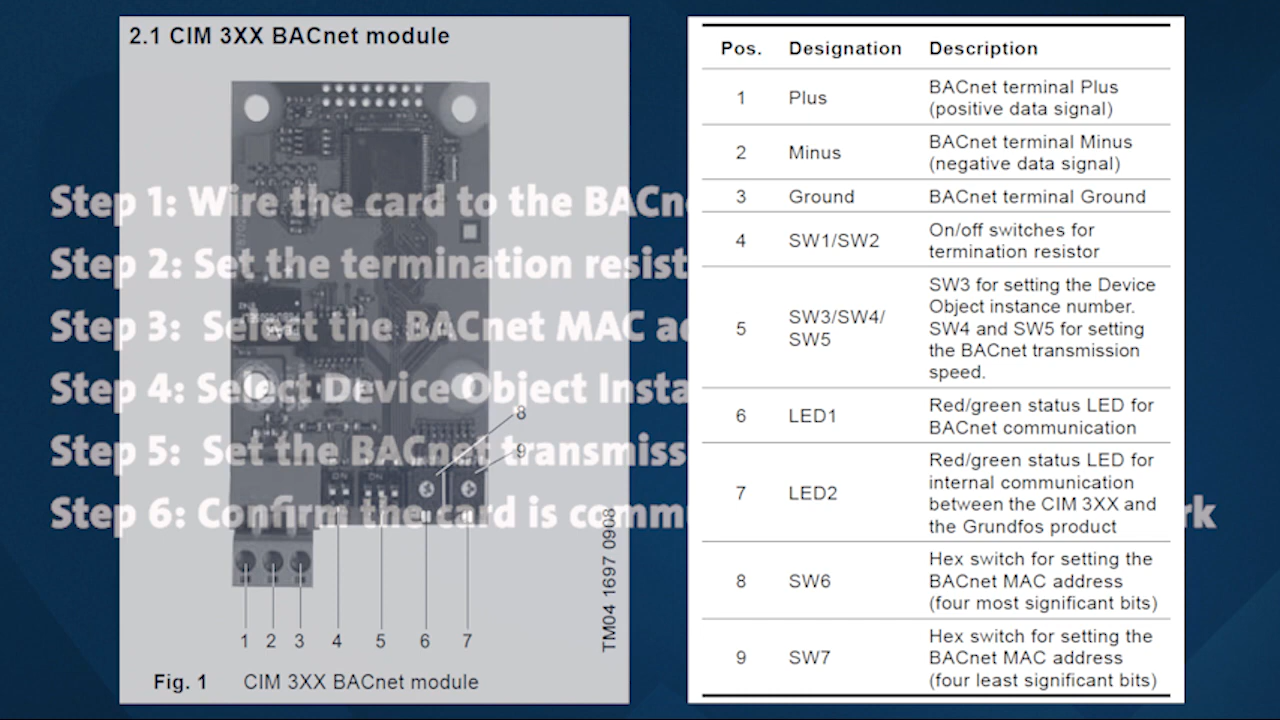 2.1 CIM 3XX BACnet module
Step 1: Wire the card to the BACn
Step 2: Set the termination resist
Step 3: Select the BACnet MAC a
Step 4: Select Device Object Insta
Step 5: Set the BACnet transmiss
Step 6: Confirm the card is comm
rk
ON
ON
8
9
1 2 3 4 5 6 7
TM04 1697 0908
Fig. 1 CIM 3XX BACnet module
Pos. Designation Description
1 Plus BACnet terminal Plus
(positive data signal)
2 Minus BACnet terminal Minus
(negative data signal)
3 Ground BACnet terminal Ground
4 SW1/SW2 On/off switches for
termination resistor
5 SW3/SW4/
SW5
SW3 for setting the Device
Object instance number.
SW4 and SW5 for setting
the BACnet transmission
speed.
6 LED1 Red/green status LED for
BACnet communication
7 LED2 Red/green status LED for
internal communication
between the CIM 3XX and
the Grundfos product
8 SW6 Hex switch for setting the
BACnet MAC address
(four most significant bits)
9 SW7 Hex switch for setting the
BACnet MAC address
(four least significant bits)